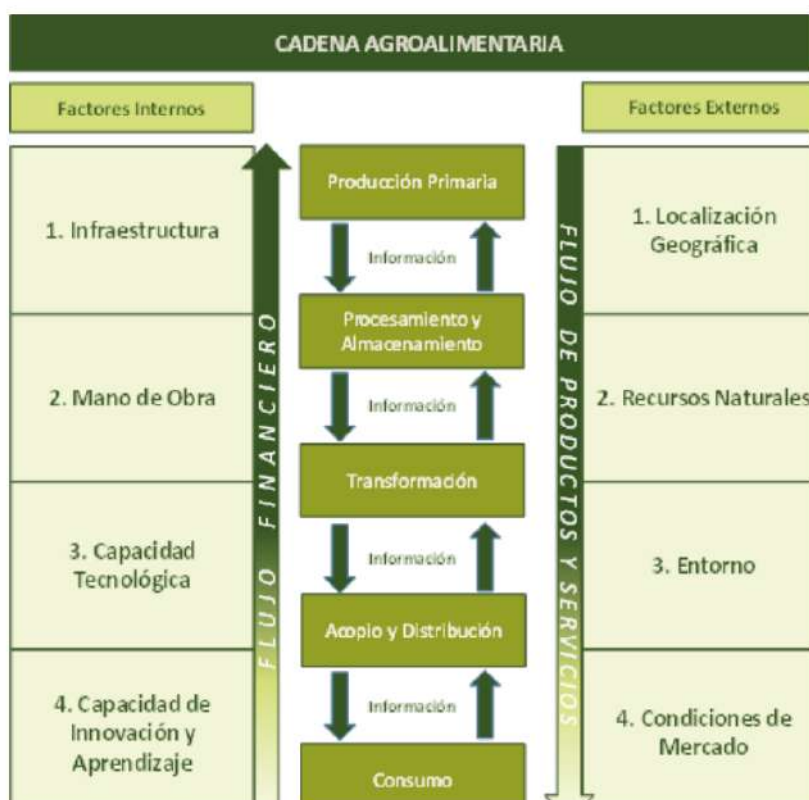 CADENA AGROALIMENTARIA
Factores Internos
Factores Externos
1. Infraestructura
2. Mano de Obra
3. Capacidad
Tecnológica
4. Capacidad de
Innovación y
Aprendizaje
FLUJO FINANCIERO
Producción Primaria
Información
Procesamiento y
Almacenamiento
Información
Transformación
Información
Acopio y Distribución
Información
Consumo
FLUJO DE PRODUCTOS Y SERVICIOS
1. Localización
Geográfica
2. Recursos Naturales
3. Entorno
4. Condiciones de
Mercado